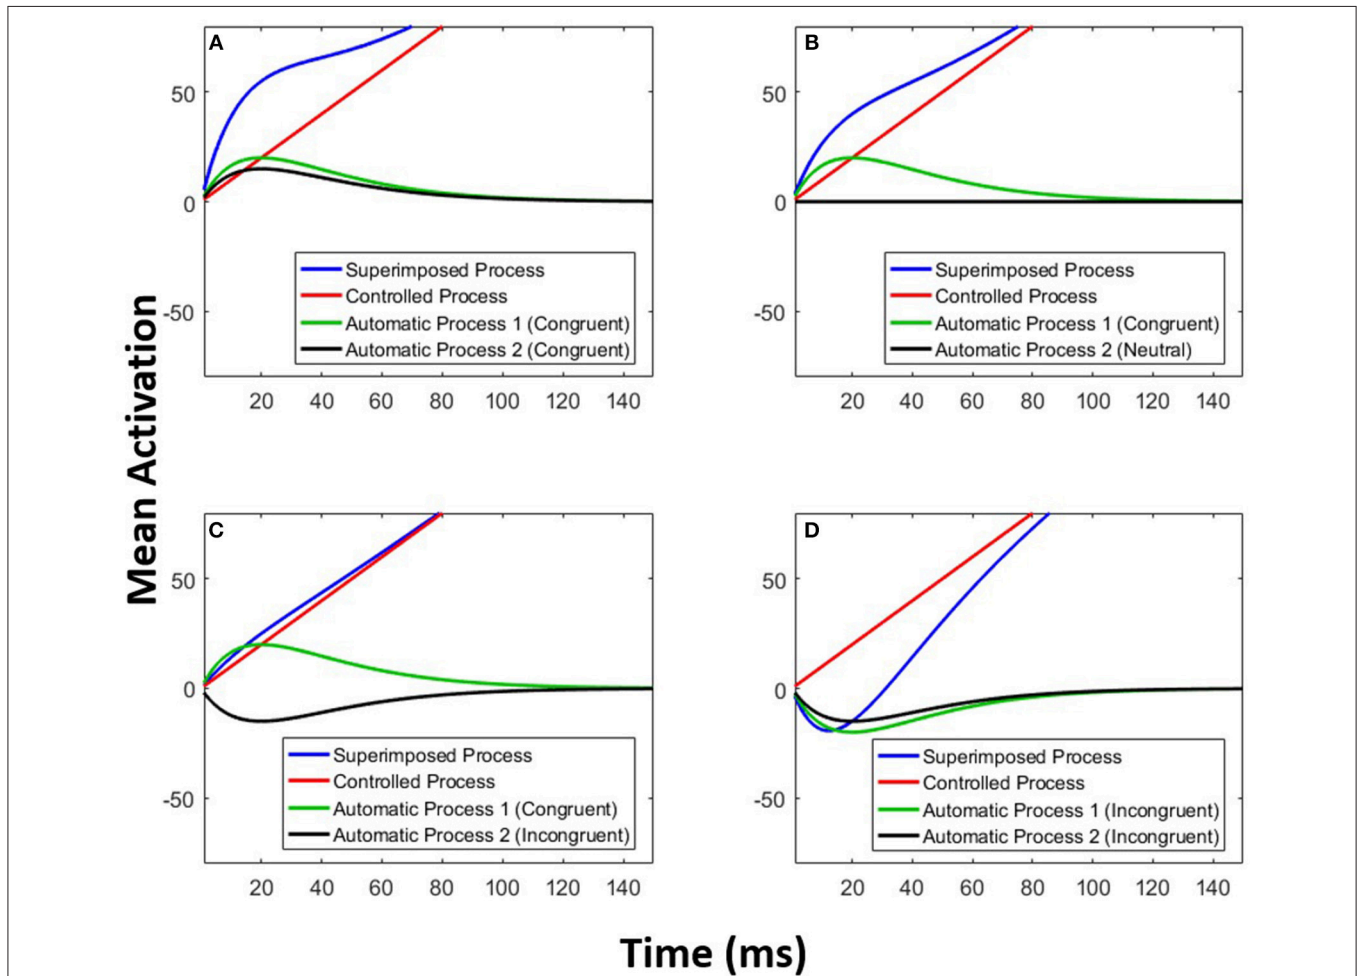 A
50
0
-50
Superimposed Process
Controlled Process
Automatic Process 1 (Congruent)
Automatic Process 2 (Congruent)
20 40 60 80 100 120 140
B
50
0
-50
Superimposed Process
Controlled Process
Automatic Process 1 (Congruent)
Automatic Process 2 (Neutral)
20 40 60 80 100 120 140
Mean Activation
C
50
0
-50
Superimposed Process
Controlled Process
Automatic Process 1 (Congruent)
Automatic Process 2 (Incongruent)
20 40 60 80 100 120 140
D
50
0
-50
Superimposed Process
Controlled Process
Automatic Process 1 (Incongruent)
Automatic Process 2 (Incongruent)
20 40 60 80 100 120 140
Time (ms)